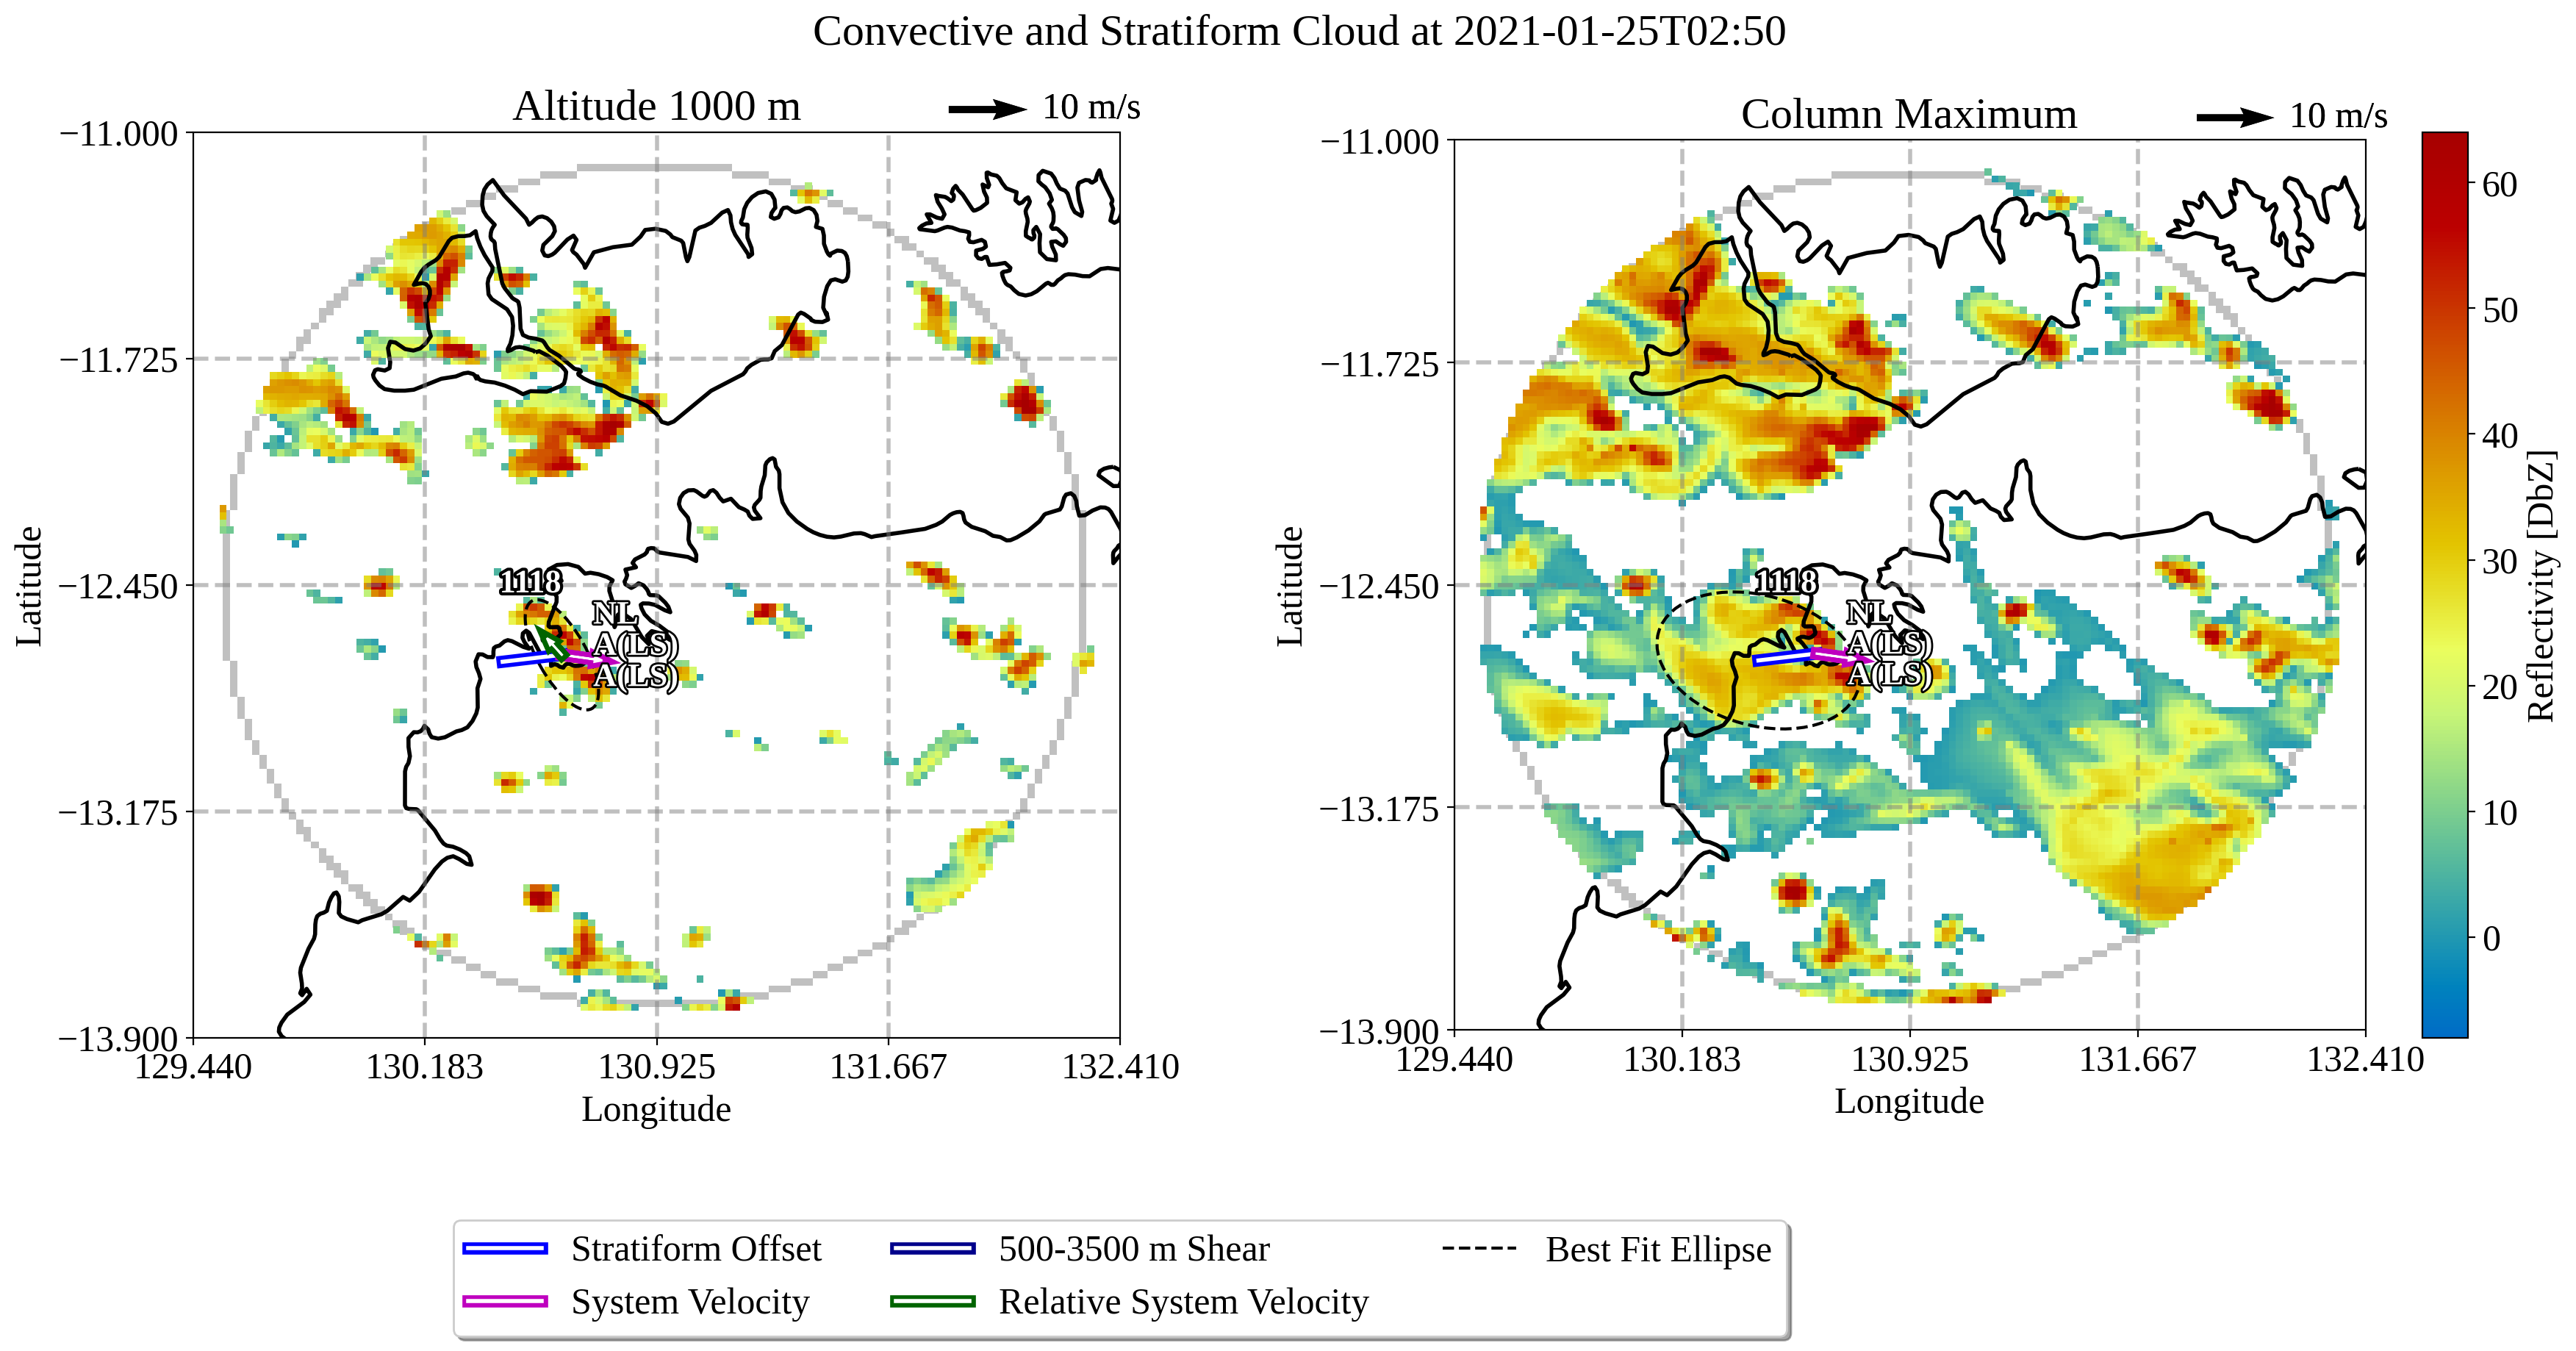 Convective and Stratiform Cloud at 2021-01-25T02:50
Altitude 1000 m
10 m/s
−11.000
−11.725
−12.450
−13.175
−13.900
129.440
130.183
130.925
131.667
132.410
Longitude
Latitude
1118
NL
A(LS)
A(LS)
Column Maximum
10 m/s
−11.000
−11.725
−12.450
−13.175
−13.900
129.440
130.183
130.925
131.667
132.410
Longitude
Latitude
1118
NL
A(LS)
A(LS)
60
50
40
30
20
10
0
Reflectivity [DbZ]
Stratiform Offset
System Velocity
500-3500 m Shear
Relative System Velocity
Best Fit Ellipse